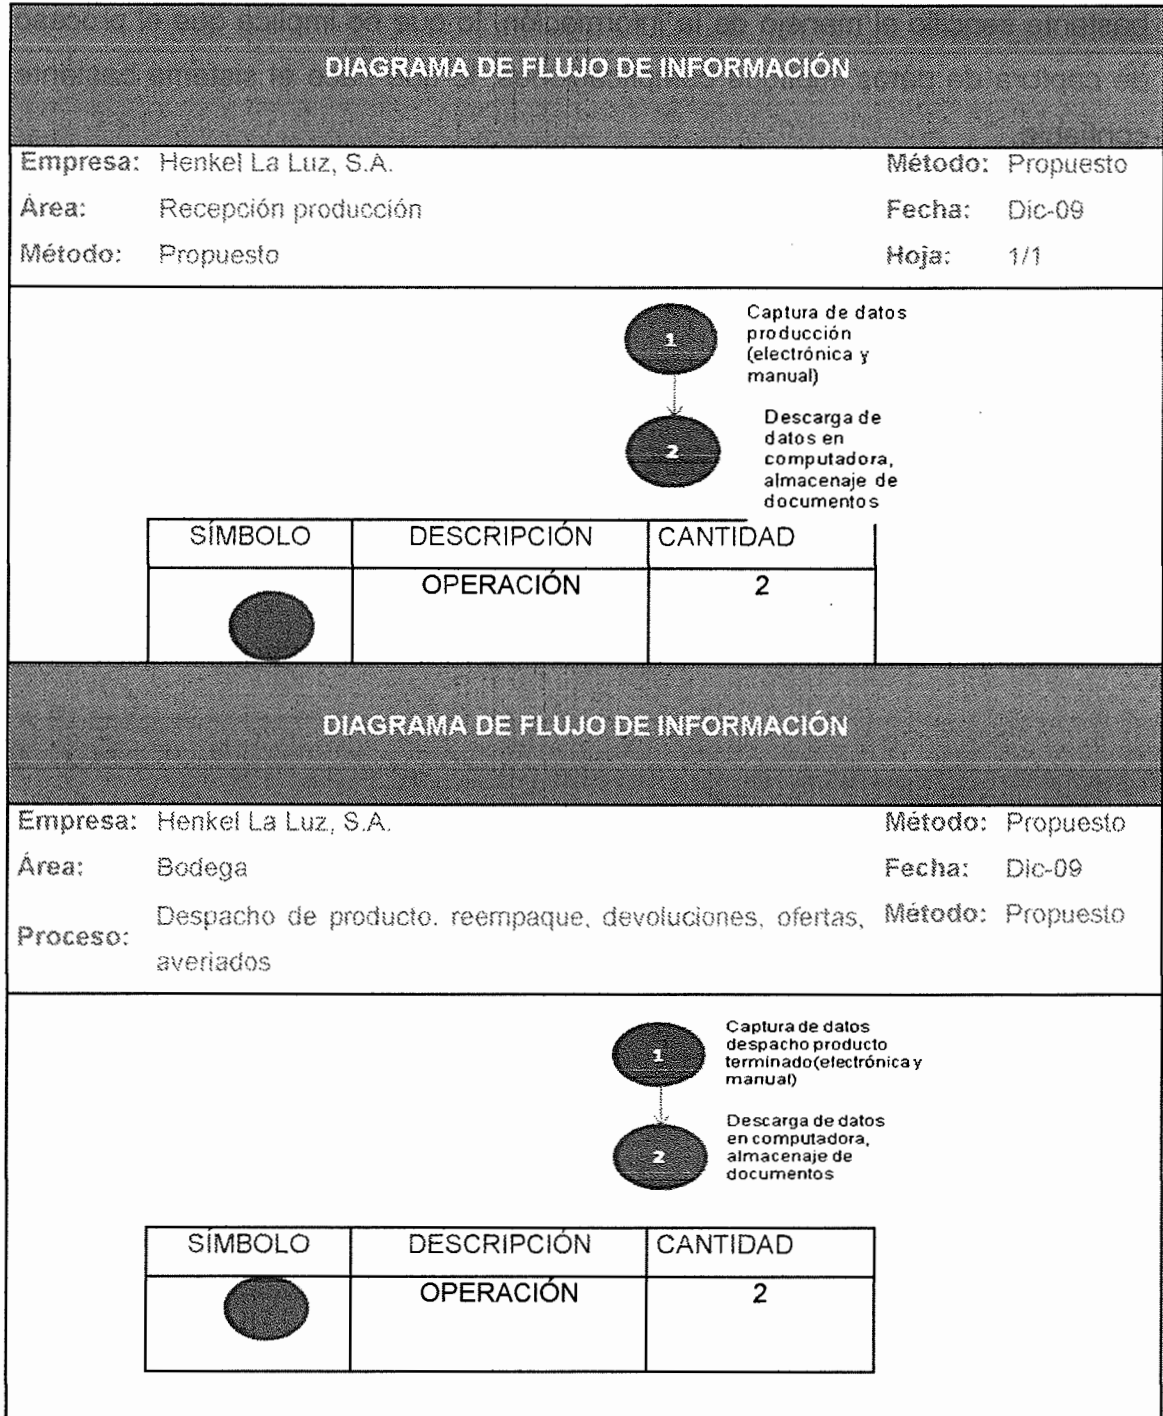 DIAGRAMA DE FLUJO DE INFORMACIÓN
Empresa: Henkel La Luz, S.A. Método: Propuesto
Área: Recepción producción Fecha: Dic-09
Método: Propuesto Hoja: 1/1
1 Captura de datos
producción
(electrónica y
manual)
2 Descarga de
datos en
computadora,
almacenaje de
documentos
SÍMBOLO DESCRIPCIÓN CANTIDAD
OPERACIÓN 2
DIAGRAMA DE FLUJO DE INFORMACIÓN
Empresa: Henkel La Luz, S.A. Método: Propuesto
Área: Bodega Fecha: Dic-09
Proceso: Despacho de producto. reempaque, devoluciones, ofertas, Método: Propuesto
averiados
1 Captura de datos
despacho producto
terminado(electrónica y
manual)
2 Descarga de datos
en computadora,
almacenaje de
documentos
SÍMBOLO DESCRIPCIÓN CANTIDAD
OPERACIÓN 2